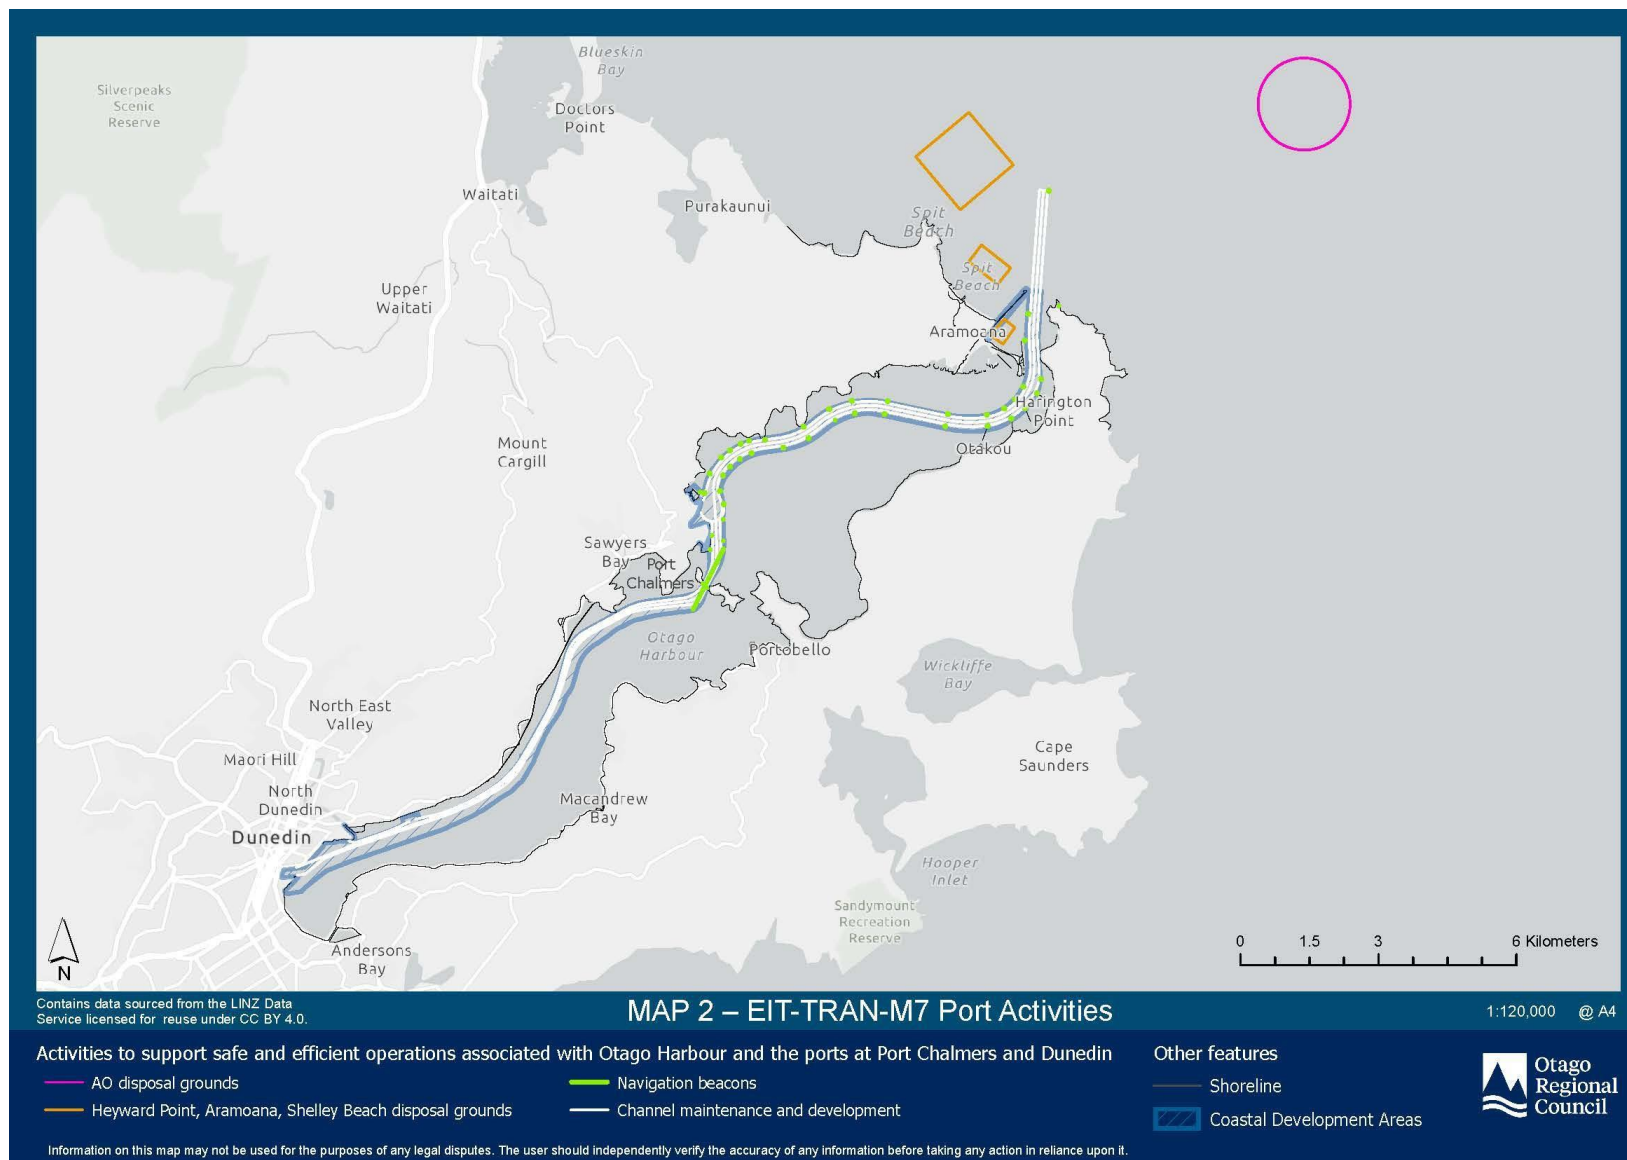 Blueskin
Bay
Silverpeaks
Scenic
Reserve
Doctors
Point
Waitati
Purakaunui
Spit
Beach
Spit
Beach
Upper
Waitati
Aramoana
Harington
Point
Otakou
Mount
Cargill
Sawyers
Bay
Port
Chalmers
Otago
Harbour
Portobello
Wickliffe
Bay
North East
Valley
Cape
Saunders
Maori Hill
North
Dunedin
Dunedin
Macandrew
Bay
Hooper
Inlet
Sandymount
Recreation
Reserve
Andersons
Bay
N
0 1.5 3 6 Kilometers
Contains data sourced from the LINZ Data
Service licensed for reuse under CC BY 4.0.
MAP 2 – EIT-TRAN-M7 Port Activities
1:120,000 @ A4
Activities to support safe and efficient operations associated with Otago Harbour and the ports at Port Chalmers and Dunedin
AO disposal grounds
Heyward Point, Aramoana, Shelley Beach disposal grounds
Navigation beacons
Channel maintenance and development
Other features
Shoreline
Coastal Development Areas
Otago
Regional
Council
Information on this map may not be used for the purposes of any legal disputes. The user should independently verify the accuracy of any information before taking any action in reliance upon it.